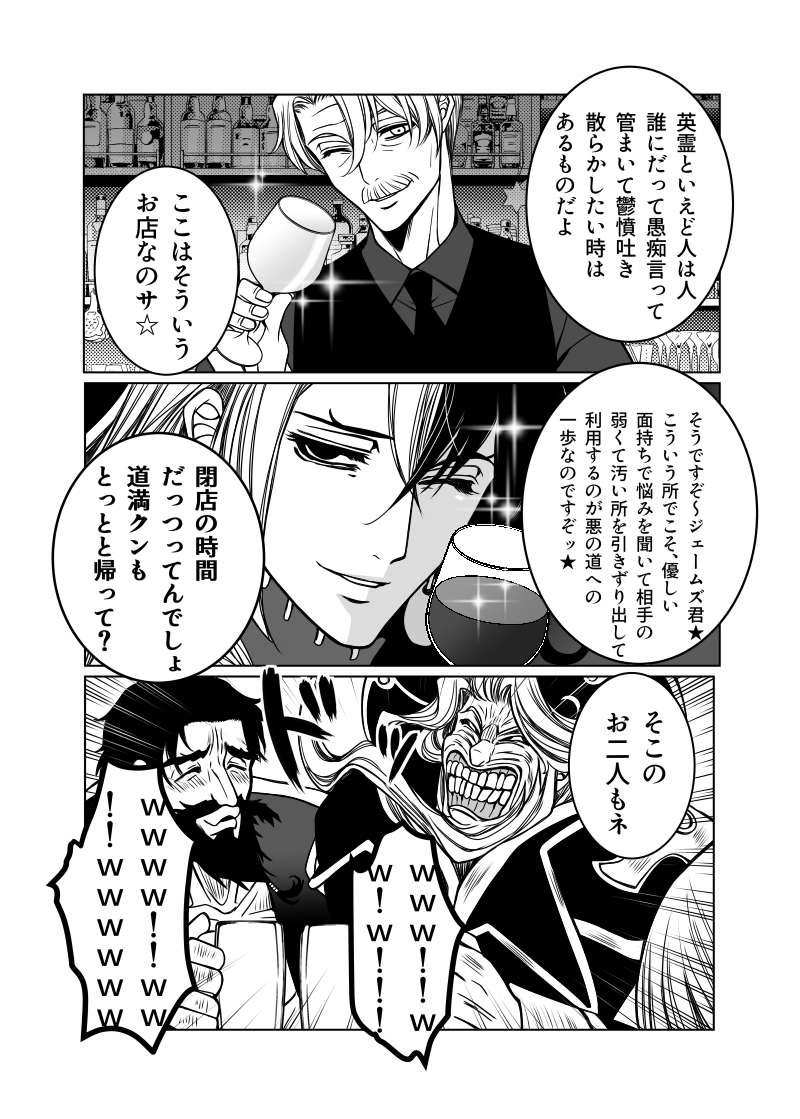 英霊といえど人は人
誰にだって愚痴言って
管まいて鬱憤吐き
散らかしたい時は
あるものだよ
ここはそういう
お店なのサ☆
そうですぞ〜ジェームズ君★
こういう所でこそ、優しい
面持ちで悩みを聞いて相手の
弱くて汚い所を引きずり出して
利用するのが悪の道への
一歩なのですぞッ★
閉店の時間
だっつってんでしょ
道満クンも
とっとと帰って?
そこの
お二人もネ
ドッ
www!!w
w!w!!!
wwww!!ww
!!wwwwww